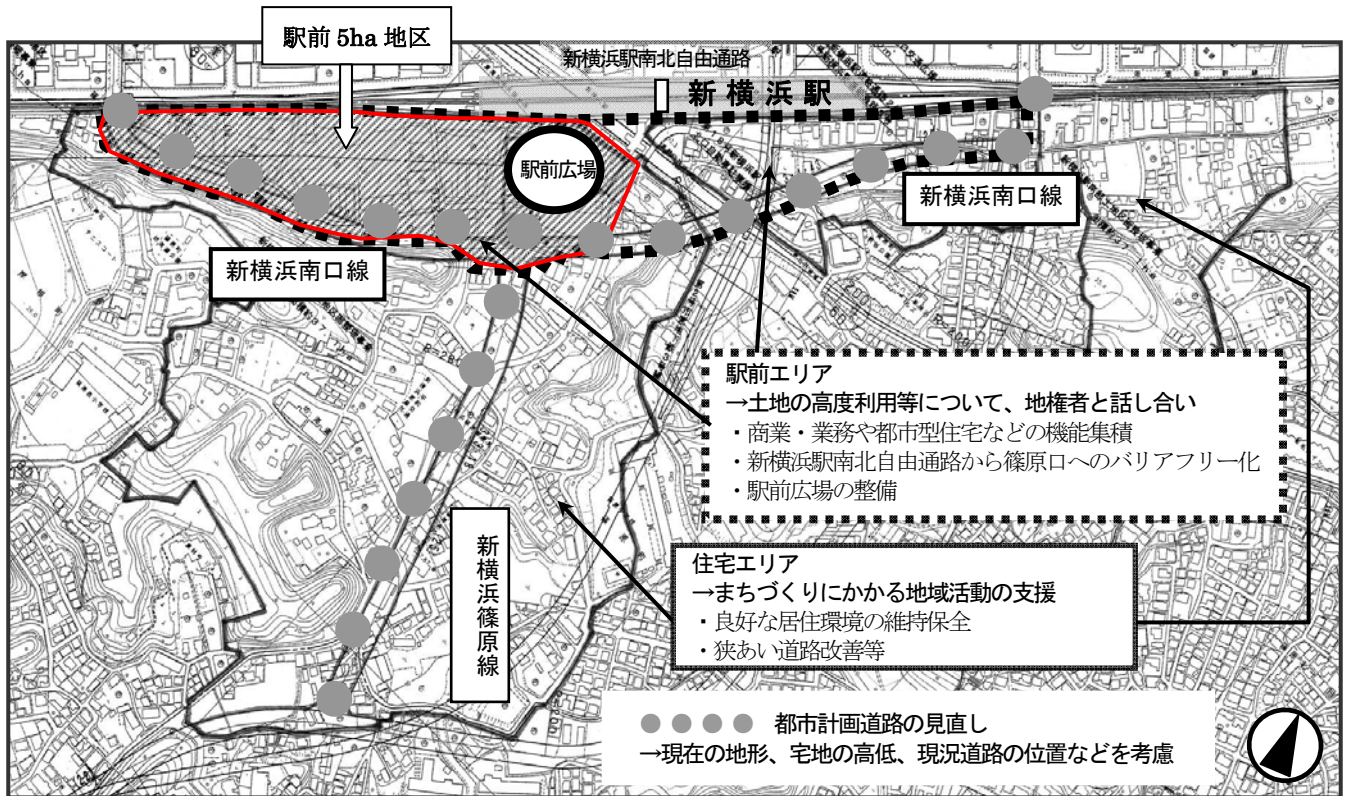 駅前5ha地区
新横浜駅南北自由通路
新横浜駅
駅前広場
新横浜南口線
新横浜南口線
駅前エリア
→土地の高度利用等について、地権者と話し合い
・商業・業務や都市型住宅などの機能集積
・新横浜駅南北自由通路から篠原口へのバリアフリー化
・駅前広場の整備
新横浜篠原線
住宅エリア
→まちづくりにかかる地域活動の支援
・良好な居住環境の維持保全
・狭あい道路改善等
都市計画道路の見直し
→現在の地形、宅地の高低、現況道路の位置などを考慮